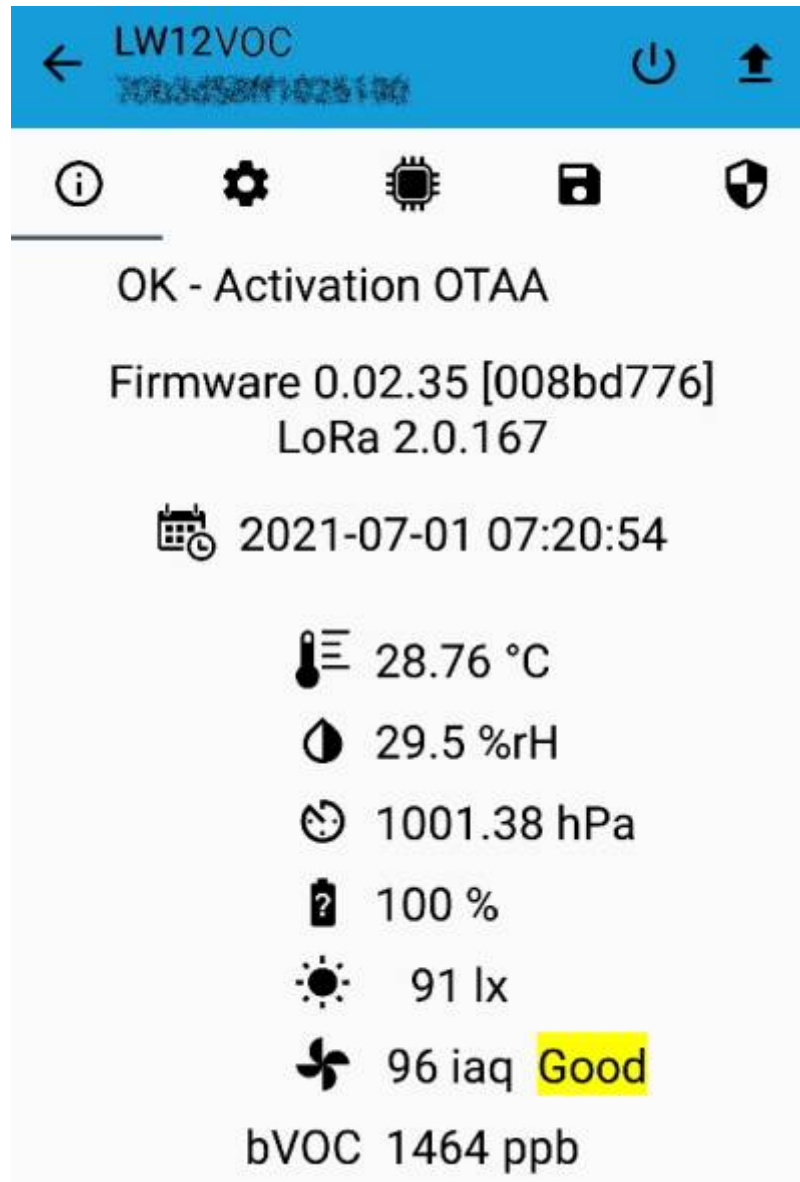 LW12VOC
OK - Activation OTAA
Firmware 0.02.35 [008bd776]
LoRa 2.0.167
2021-07-01 07:20:54
28.76 °C
29.5 %rH
1001.38 hPa
100 %
91 lx
96 iaq Good
bVOC 1464 ppb